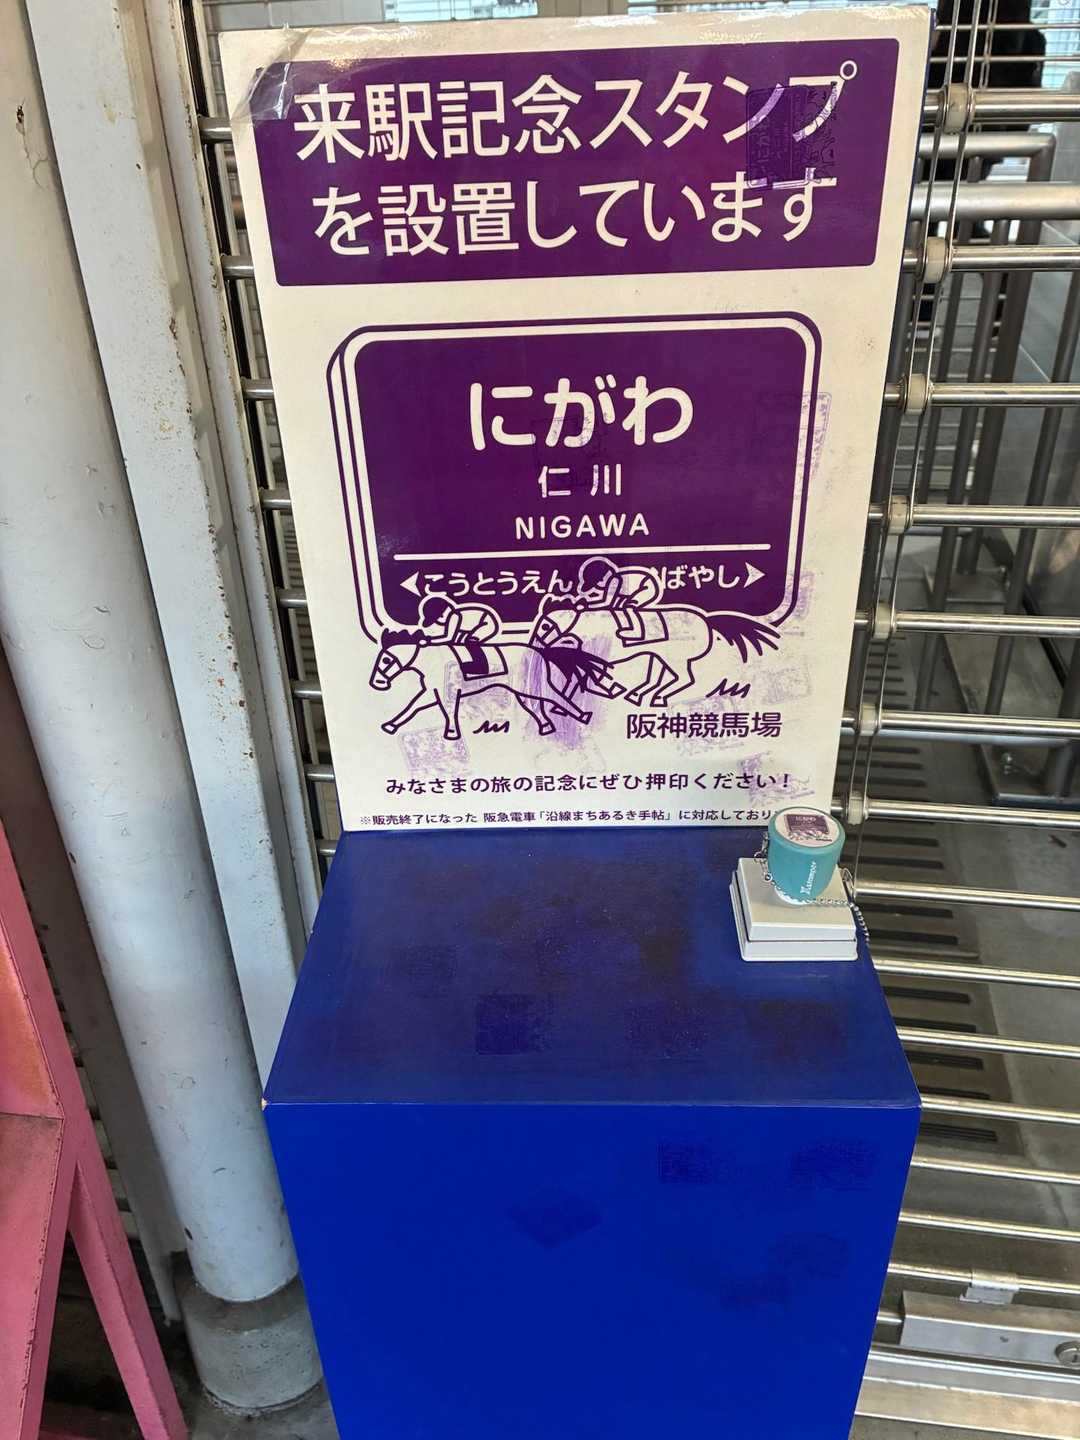 来駅記念スタンプ
を設置しています
にがわ
仁川
NIGAWA
こうとうえん ばやし
阪神競馬場
みなさまの旅の記念にぜひ押印ください！
※販売終了になった 阪急電車「沿線まちあるき手帖」に対応しており
にがわ
Xstamper